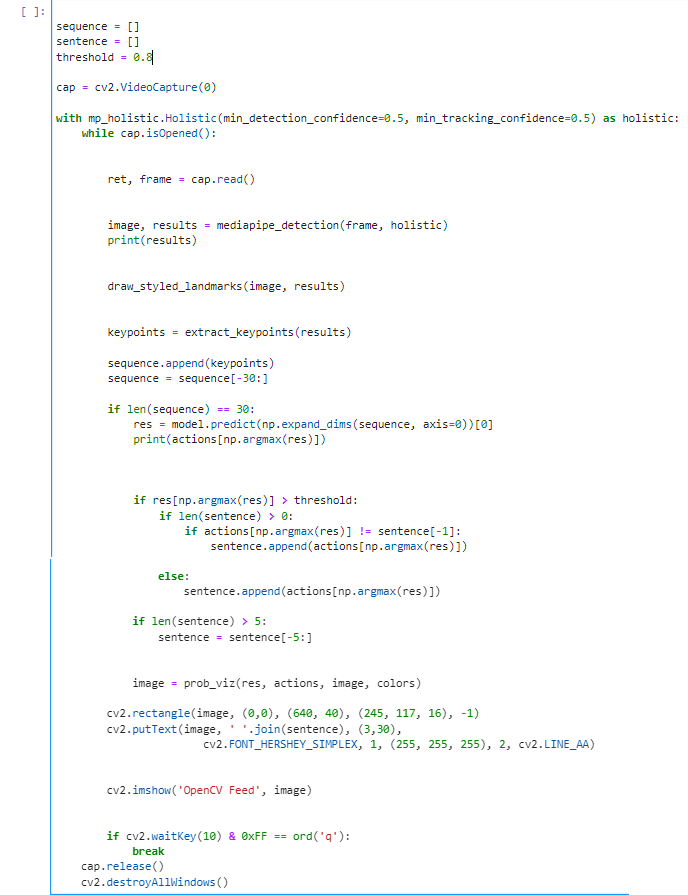 [ ]:
sequence = []
sentence = []
threshold = 0.8
cap = cv2.VideoCapture(0)
with mp_holistic.Holistic(min_detection_confidence=0.5, min_tracking_confidence=0.5) as holistic:
    while cap.isOpened():
        ret, frame = cap.read()
        image, results = mediapipe_detection(frame, holistic)
        print(results)
        draw_styled_landmarks(image, results)
        keypoints = extract_keypoints(results)
        sequence.append(keypoints)
        sequence = sequence[-30:]
        if len(sequence) == 30:
            res = model.predict(np.expand_dims(sequence, axis=0))[0]
            print(actions[np.argmax(res)])
            if res[np.argmax(res)] > threshold:
                if len(sentence) > 0:
                    if actions[np.argmax(res)] != sentence[-1]:
                        sentence.append(actions[np.argmax(res)])
                else:
                    sentence.append(actions[np.argmax(res)])
            if len(sentence) > 5:
                sentence = sentence[-5:]
            image = prob_viz(res, actions, image, colors)
        cv2.rectangle(image, (0,0), (640, 40), (245, 117, 16), -1)
        cv2.putText(image, ' '.join(sentence), (3,30),
                       cv2.FONT_HERSHEY_SIMPLEX, 1, (255, 255, 255), 2, cv2.LINE_AA)
        cv2.imshow('OpenCV Feed', image)
        if cv2.waitKey(10) & 0xFF == ord('q'):
            break
    cap.release()
    cv2.destroyAllWindows()